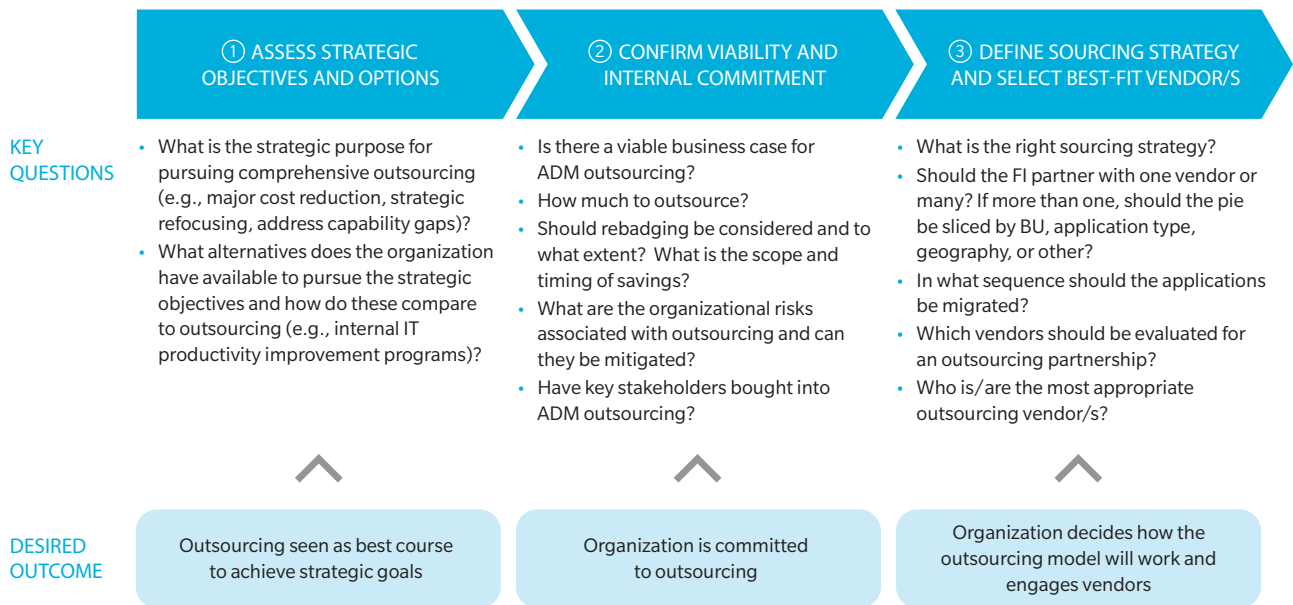 ① ASSESS STRATEGIC
OBJECTIVES AND OPTIONS
② CONFIRM VIABILITY AND
INTERNAL COMMITMENT
③ DEFINE SOURCING STRATEGY
AND SELECT BEST-FIT VENDOR/S
KEY
QUESTIONS
• What is the strategic purpose for
pursuing comprehensive outsourcing
(e.g., major cost reduction, strategic
refocusing, address capability gaps)?
• What alternatives does the organization
have available to pursue the strategic
objectives and how do these compare
to outsourcing (e.g., internal IT
productivity improvement programs)?
• Is there a viable business case for
ADM outsourcing?
• How much to outsource?
• Should rebadging be considered and to
what extent? What is the scope and
timing of savings?
• What are the organizational risks
associated with outsourcing and can
they be mitigated?
• Have key stakeholders bought into
ADM outsourcing?
• What is the right sourcing strategy?
• Should the FI partner with one vendor or
many? If more than one, should the pie
be sliced by BU, application type,
geography, or other?
• In what sequence should the applications
be migrated?
• Which vendors should be evaluated for
an outsourcing partnership?
• Who is/are the most appropriate
outsourcing vendor/s?
DESIRED
OUTCOME
Outsourcing seen as best course
to achieve strategic goals
Organization is committed
to outsourcing
Organization decides how the
outsourcing model will work and
engages vendors